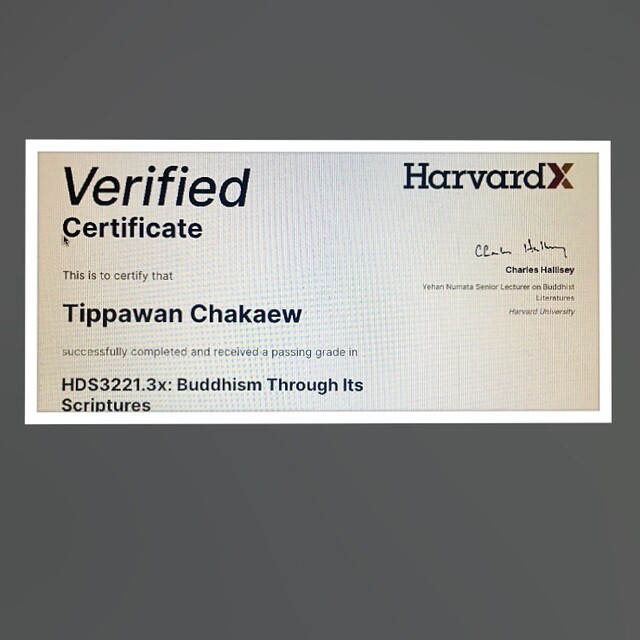 Verified
Certificate
This is to certify that
Tippawan Chakaew
successfully completed and received a passing grade in
HDS3221.3x: Buddhism Through Its
Scriptures
HarvardX
Charles Hallisey
Yehan Numata Senior Lecturer on Buddhist
Literatures
Harvard University